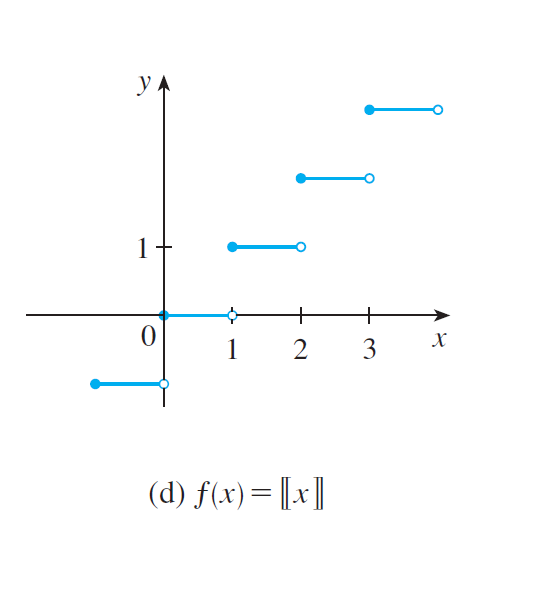 y
1
0
1 2 3 x
(d) f(x) = ⟦x⟧